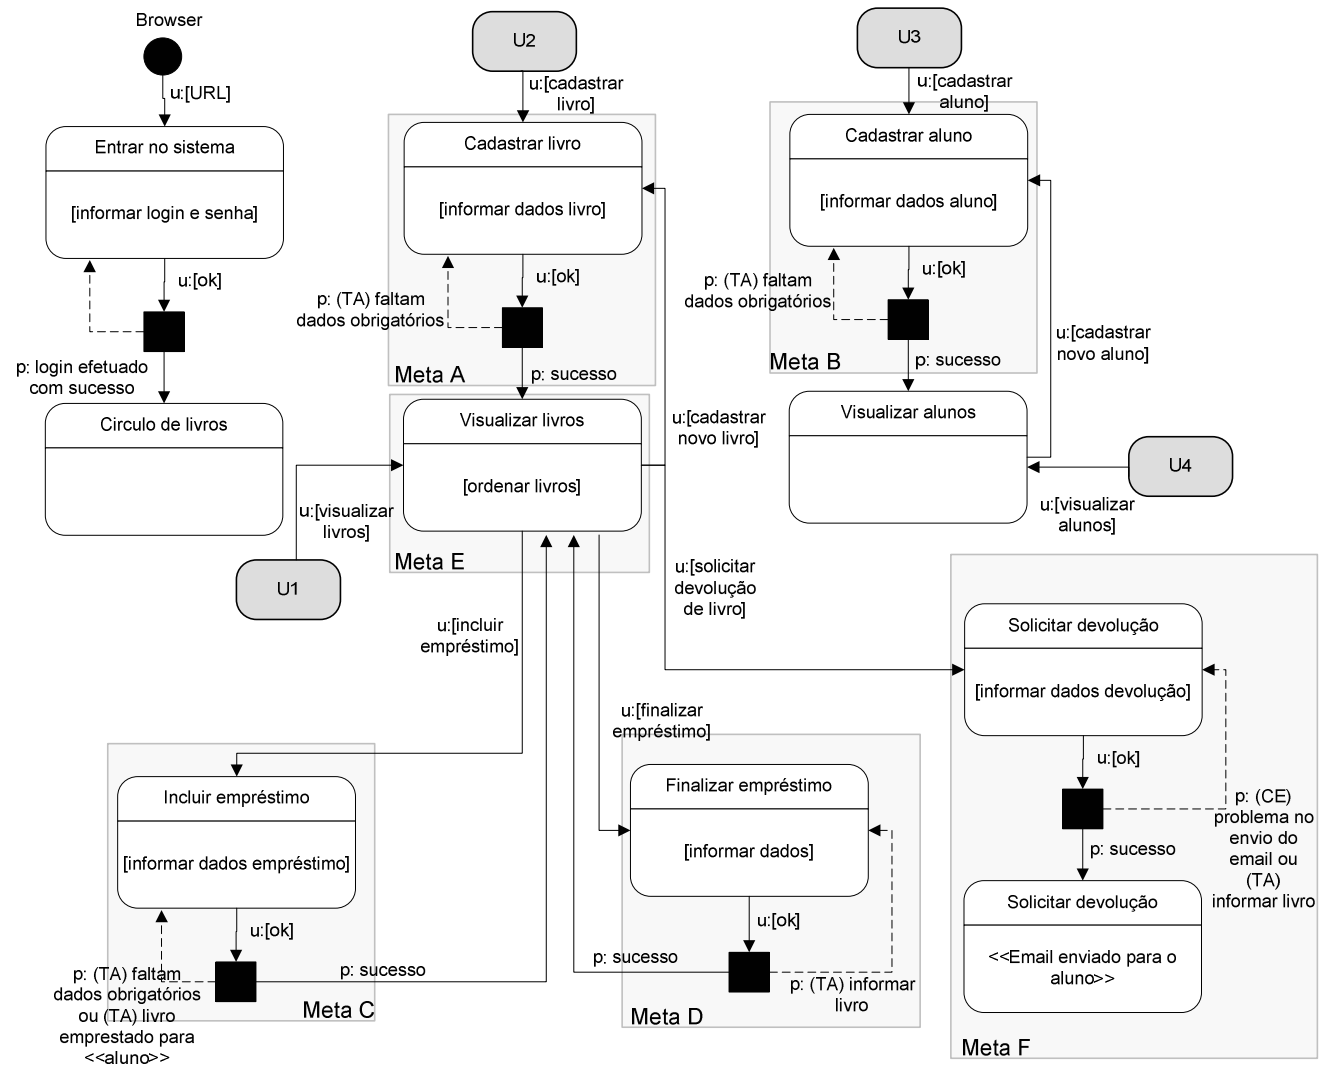 Browser
u:[URL]
Entrar no sistema
[informar login e senha]
u:[ok]
p: login efetuado
com sucesso
Circulo de livros
U2
u:[cadastrar
livro]
Cadastrar livro
[informar dados livro]
u:[ok]
p: (TA) faltam
dados obrigatórios
Meta A
p: sucesso
Visualizar livros
[ordenar livros]
Meta E
u:[visualizar
livros]
U1
u:[cadastrar
novo livro]
U3
u:[cadastrar
aluno]
Cadastrar aluno
[informar dados aluno]
u:[ok]
p: (TA) faltam
dados obrigatórios
Meta B
p: sucesso
u:[cadastrar
novo aluno]
Visualizar alunos
U4
u:[visualizar
alunos]
u:[solicitar
devolução
de livro]
u:[incluir
empréstimo]
u:[finalizar
empréstimo]
Incluir empréstimo
[informar dados empréstimo]
u:[ok]
p: (TA) faltam
dados obrigatórios
ou (TA) livro
emprestado para
<<aluno>>
p: sucesso
Meta C
Finalizar empréstimo
[informar dados]
u:[ok]
p: sucesso
p: (TA) informar
livro
Meta D
Solicitar devolução
[informar dados devolução]
u:[ok]
p: (CE)
problema no
envio do
email ou
(TA)
informar livro
p: sucesso
Solicitar devolução
<<Email enviado para o
aluno>>
Meta F